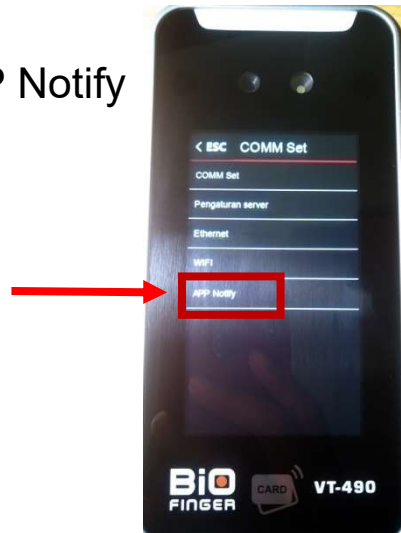 P Notify
< ESC COMM Set
COMM Set
Pengaturan server
Ethernet
WIFI
APP Notify
BiO
FINGER
CARD
VT-490